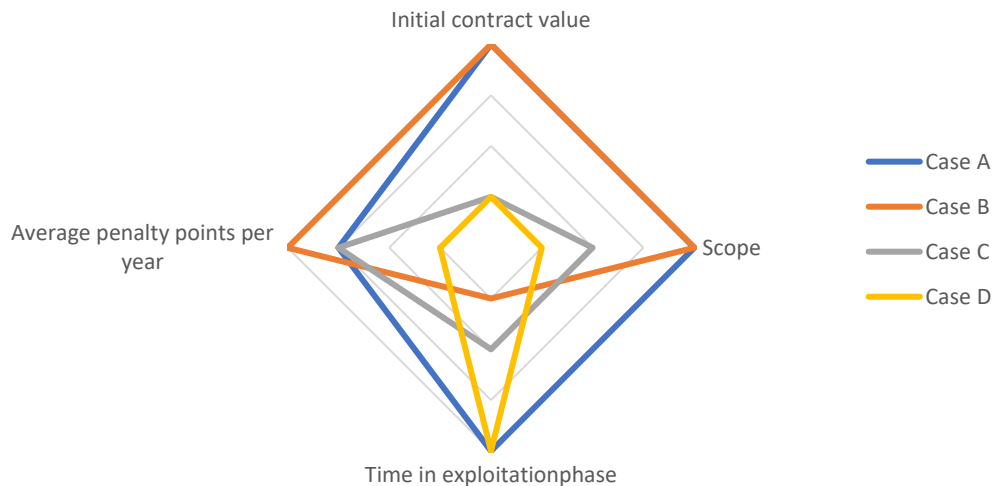 Initial contract value
Average penalty points per
year
Scope
Time in exploitationphase
Case A
Case B
Case C
Case D